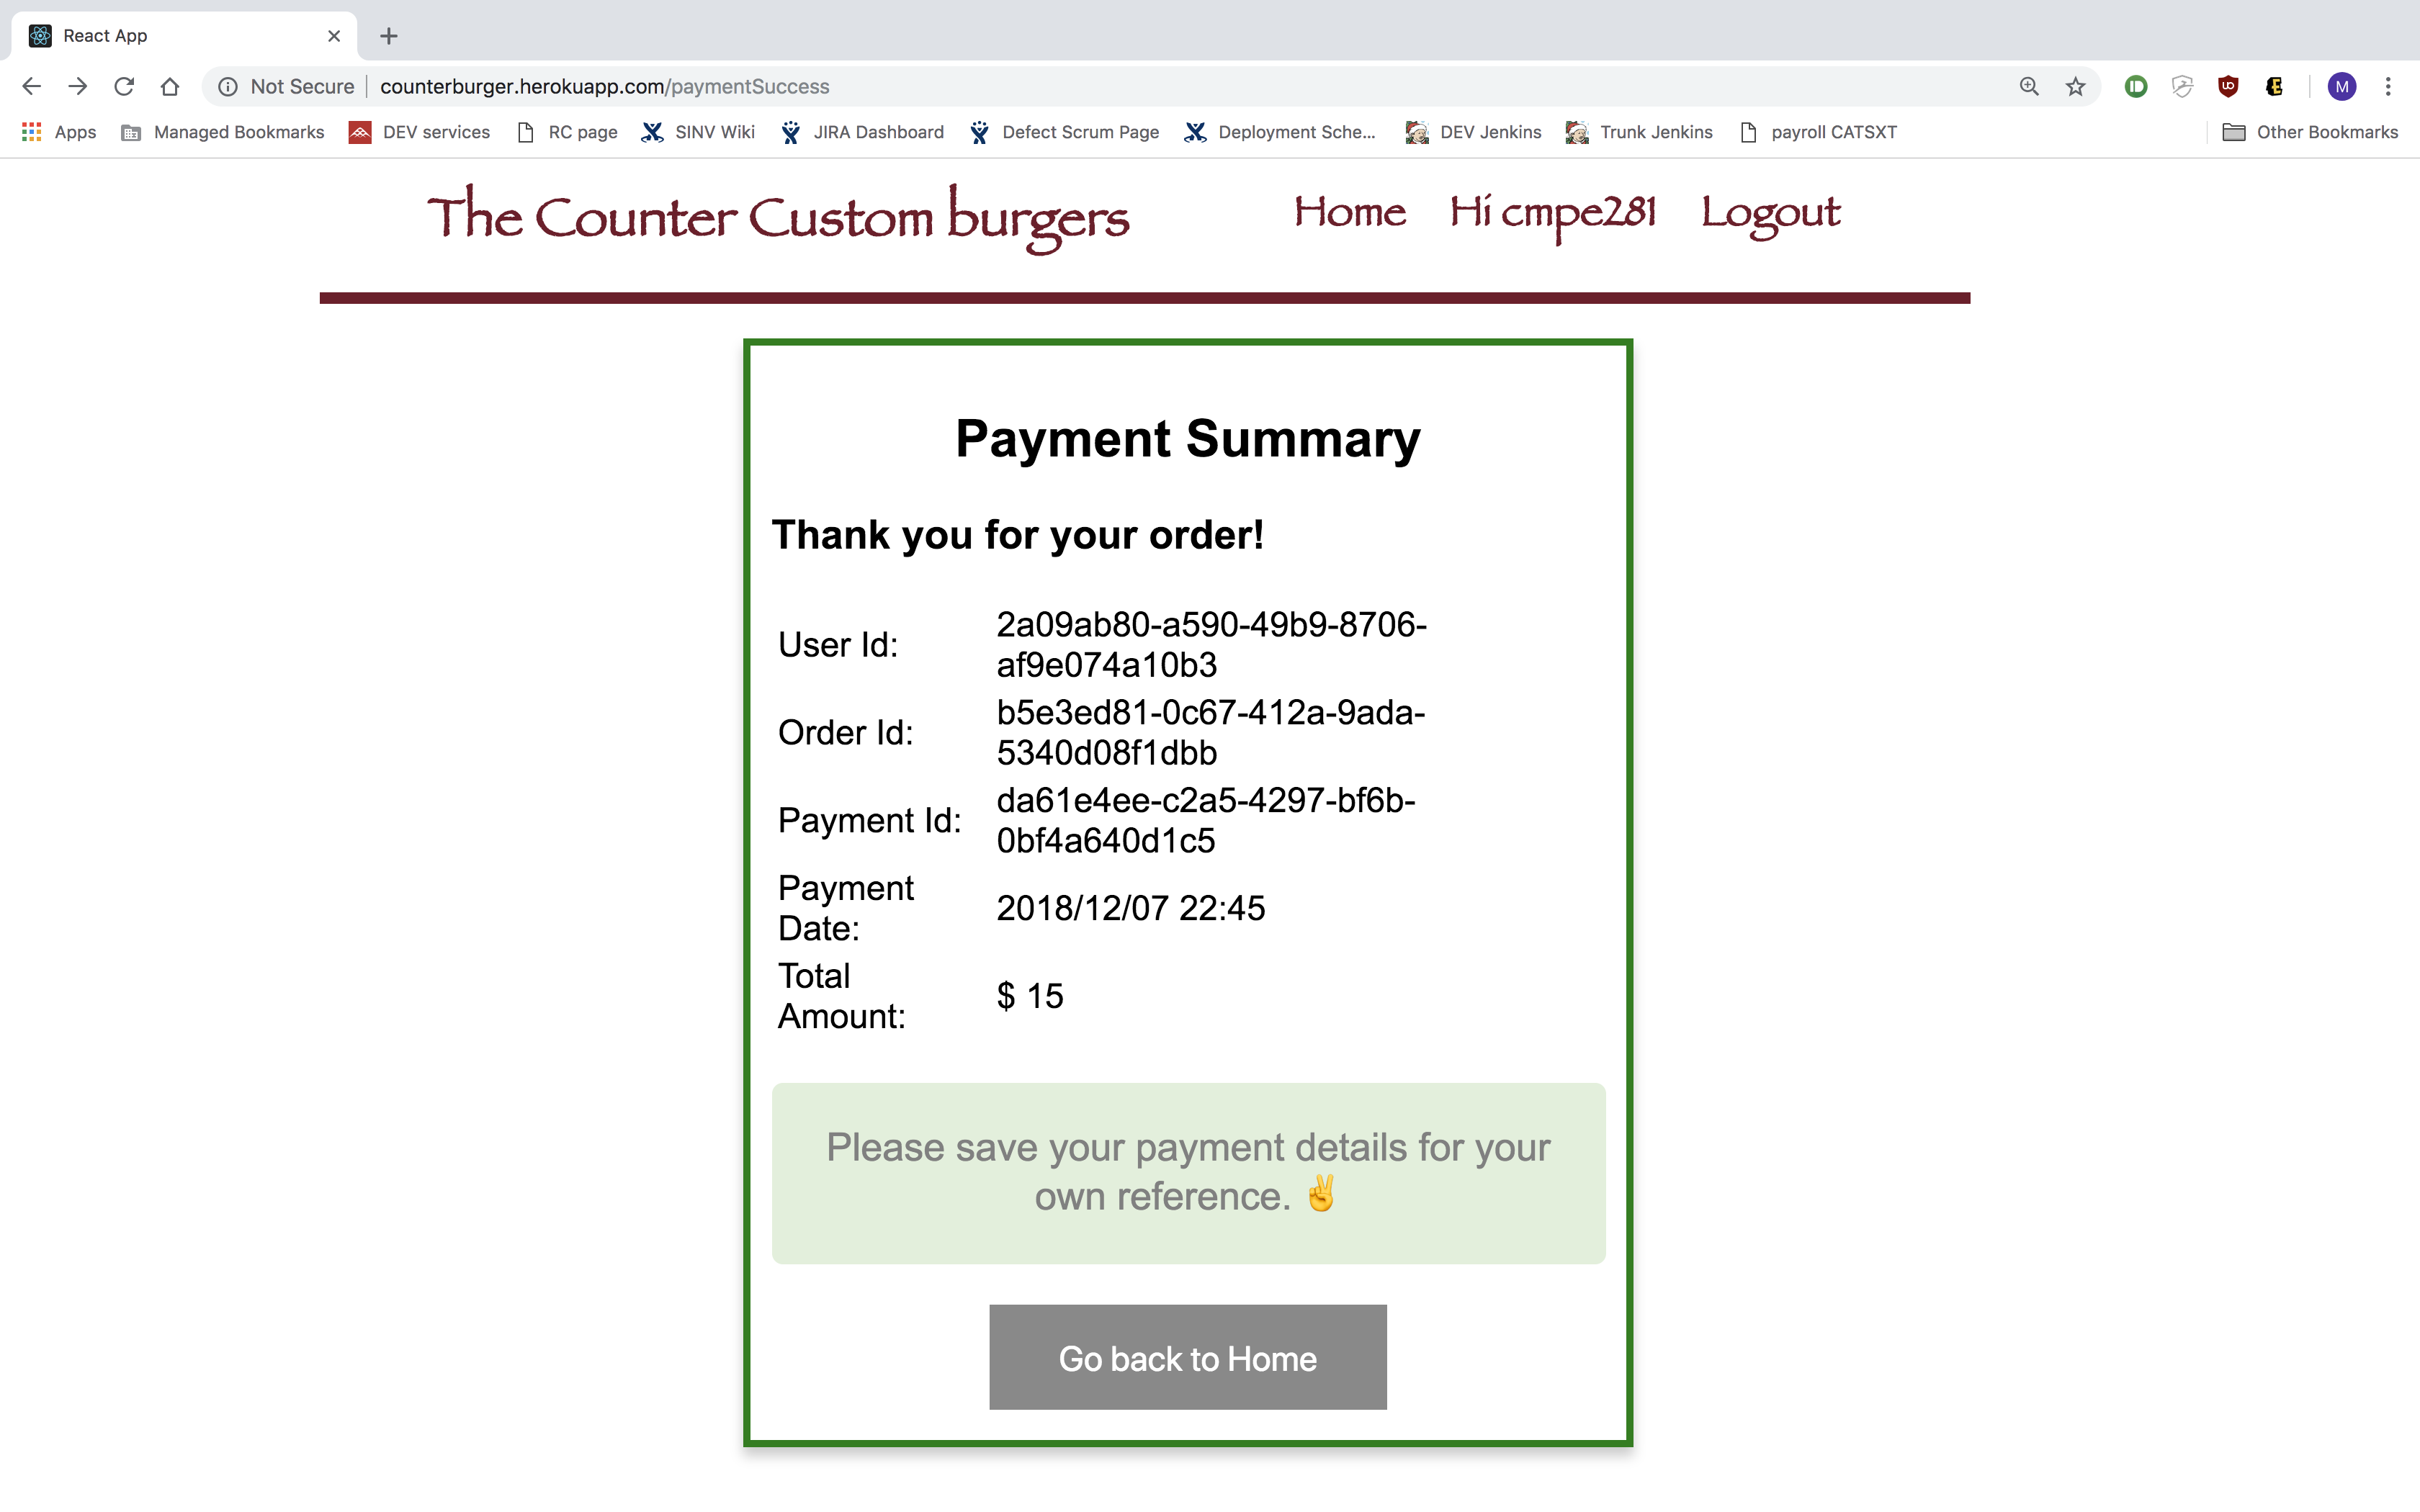 React App
Not Secure | counterburger.herokuapp.com/paymentSuccess
M
Apps Managed Bookmarks DEV services RC page SINV Wiki JIRA Dashboard Defect Scrum Page Deployment Sche... DEV Jenkins Trunk Jenkins payroll CATSXT Other Bookmarks
The Counter Custom burgers Home Hi cmpe281 Logout
Payment Summary
Thank you for your order!
User Id: 2a09ab80-a590-49b9-8706-
af9e074a10b3
Order Id: b5e3ed81-0c67-412a-9ada-
5340d08f1dbb
Payment Id: da61e4ee-c2a5-4297-bf6b-
0bf4a640d1c5
Payment
Date: 2018/12/07 22:45
Total
Amount: $ 15
Please save your payment details for your
own reference. ✌️
Go back to Home